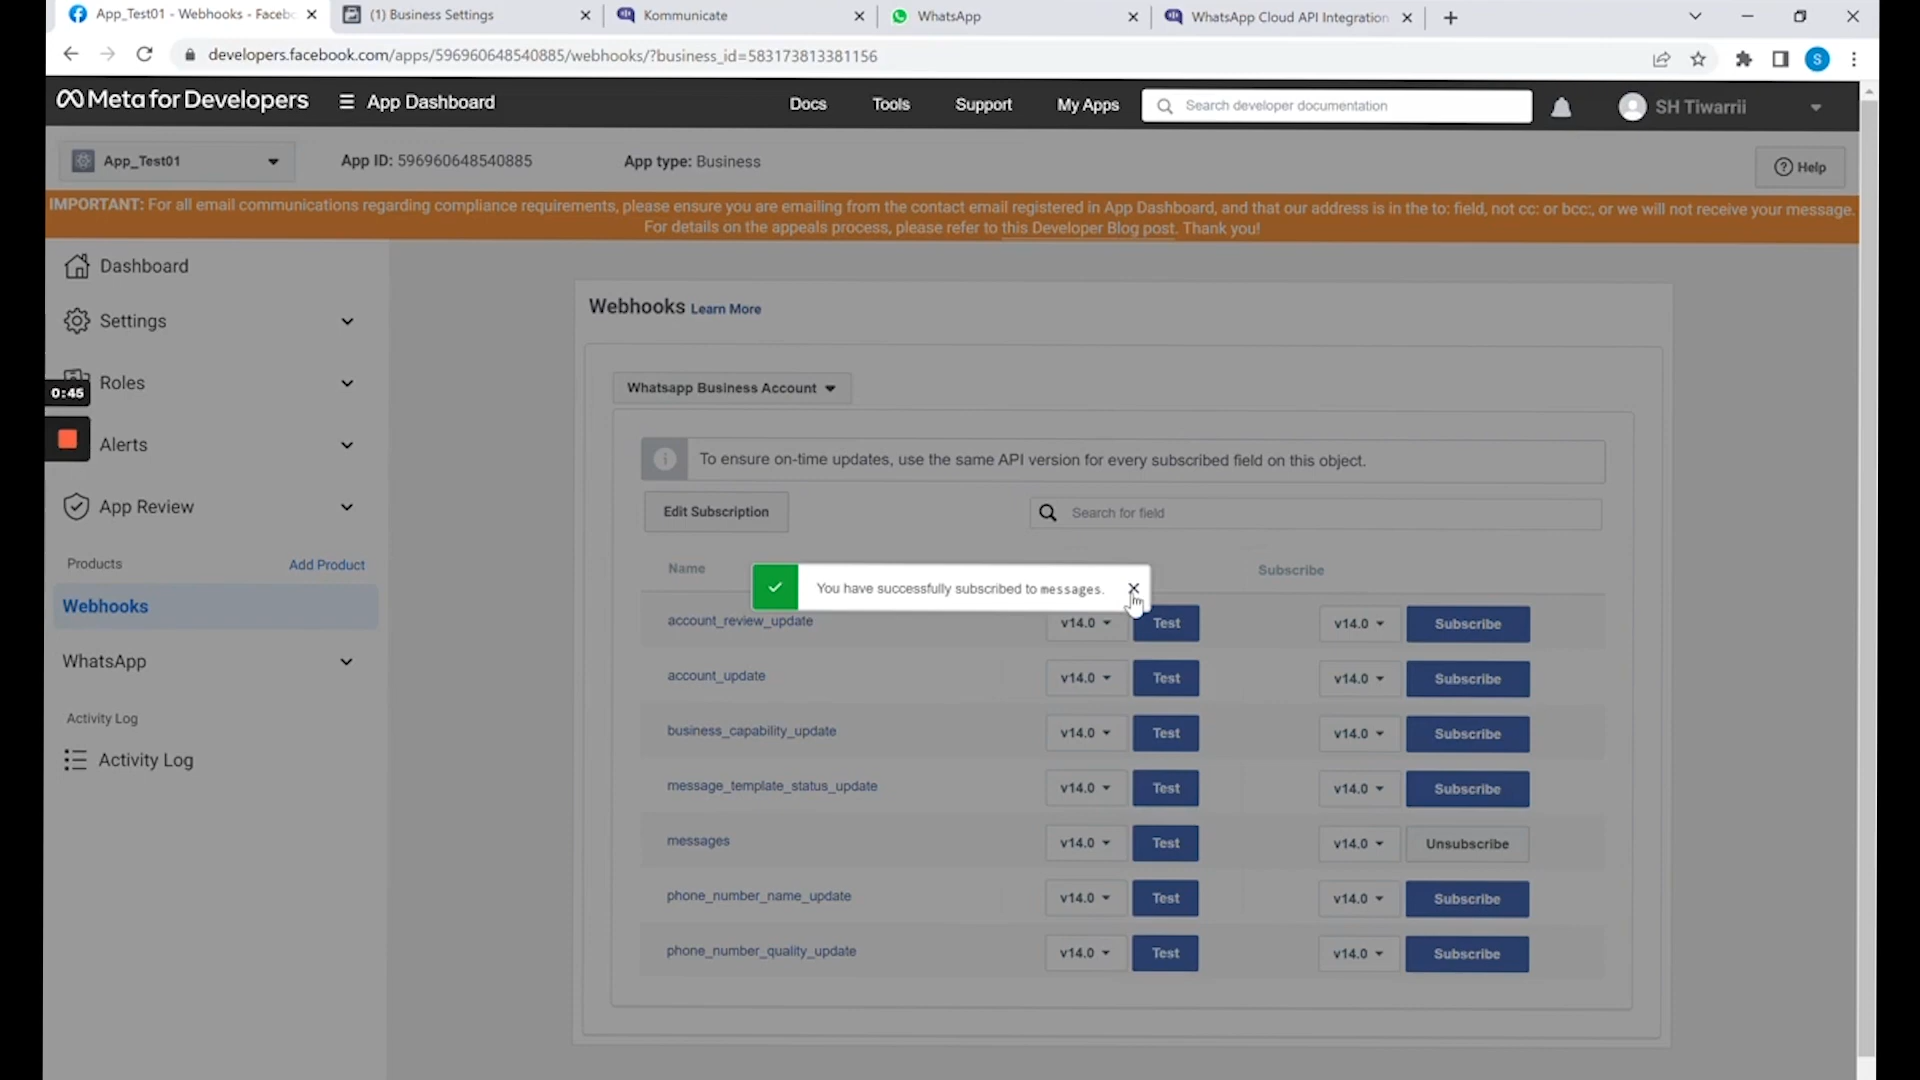 App_Test01 - Webhooks - Facebo
(1) Business Settings
Kommunicate
WhatsApp
WhatsApp Cloud API Integration
developers.facebook.com/apps/596960648540885/webhooks/?business_id=583173813381156
S
Meta for Developers
App Dashboard
Docs
Tools
Support
My Apps
Search developer documentation
SH Tiwarrii
App_Test01
App ID: 596960648540885
App type: Business
Help
IMPORTANT: For all email communications regarding compliance requirements, please ensure you are emailing from the contact email registered in App Dashboard, and that our address is in the to: field, not cc: or bcc:, or we will not receive your message.
For details on the appeals process, please refer to this Developer Blog post. Thank you!
Dashboard
Settings
Roles
0:45
Alerts
App Review
Products
Add Product
Webhooks
WhatsApp
Activity Log
Activity Log
Webhooks Learn More
Whatsapp Business Account
To ensure on-time updates, use the same API version for every subscribed field on this object.
Edit Subscription
Search for field
Name
Subscribe
You have successfully subscribed to messages.
account_review_update v14.0 Test v14.0 Subscribe
account_update v14.0 Test v14.0 Subscribe
business_capability_update v14.0 Test v14.0 Subscribe
message_template_status_update v14.0 Test v14.0 Subscribe
messages v14.0 Test v14.0 Unsubscribe
phone_number_name_update v14.0 Test v14.0 Subscribe
phone_number_quality_update v14.0 Test v14.0 Subscribe